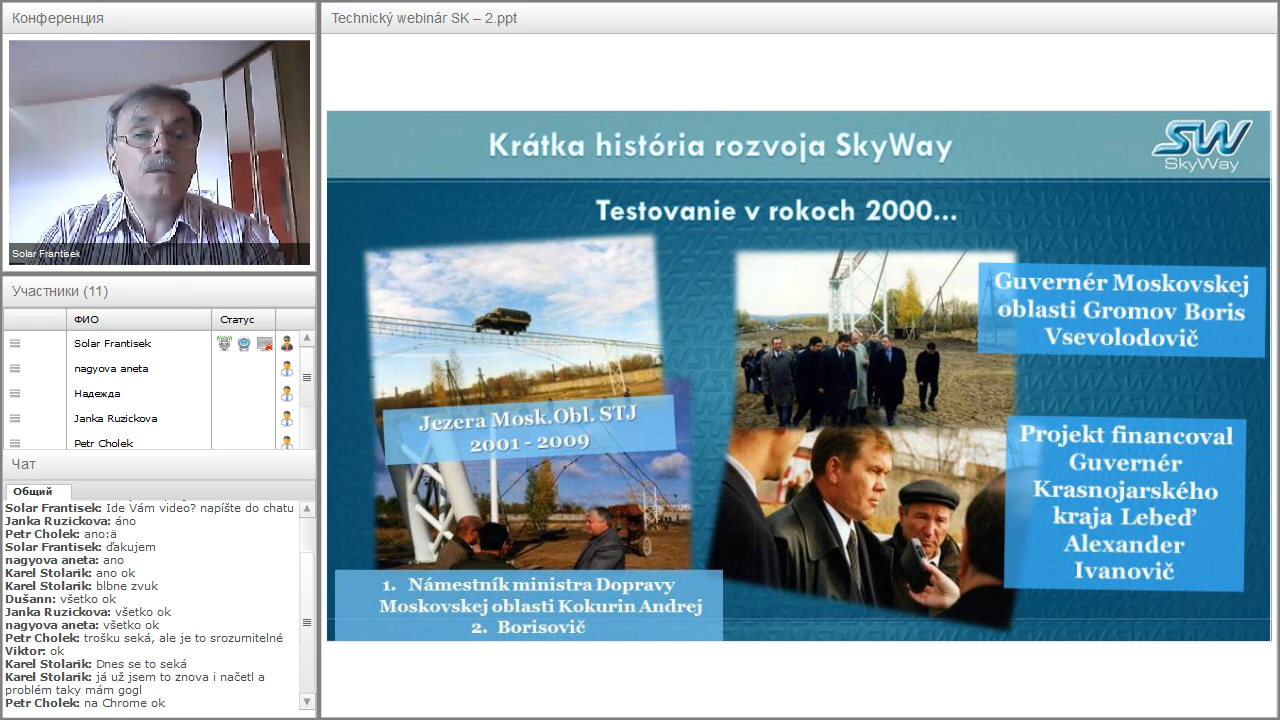 Конференция
Solar Frantisek
Участники (11)
ФИО
Статус
Solar Frantisek
nagyova aneta
Надежда
Janka Ruzickova
Petr Cholek
Чат
Общий
Solar Frantisek: Ide Vám video? napíšte do chatu
Janka Ruzickova: áno
Petr Cholek: ano:ä
Solar Frantisek: ďakujem
nagyova aneta: ano
Karel Stolarik: ano ok
Karel Stolarik: blbne zvuk
Dušann: všetko ok
Janka Ruzickova: všetko ok
nagyova aneta: všetko ok
Petr Cholek: trošku seká, ale je to srozumitelné
Viktor: ok
Karel Stolarik: Dnes se to seká
Karel Stolarik: já už jsem to znova i načetl a
problém taky mám gogl
Petr Cholek: na Chrome ok
Technický webinár SK – 2.ppt
Krátka história rozvoja SkyWay
SW
SkyWay
Testovanie v rokoch 2000...
Jezera Mosk.Obl. STJ
2001 - 2009
1. Námestník ministra Dopravy
Moskovskej oblasti Kokurin Andrej
2. Borisovič
Guvernér Moskovskej
oblasti Gromov Boris
Vsevolodovič
Projekt financoval
Guvernér
Krasnojarského
kraja Lebeď
Alexander
Ivanovič